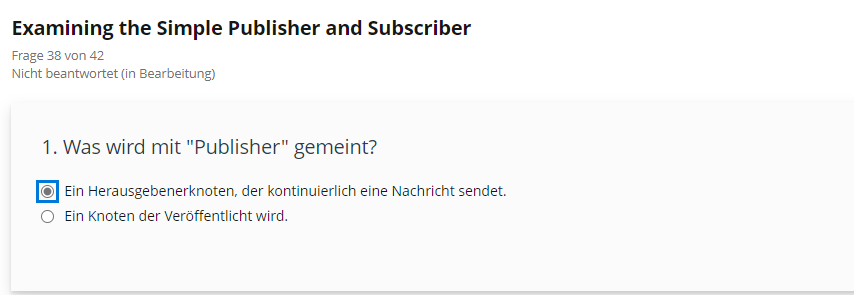 Examining the Simple Publisher and Subscriber
Frage 38 von 42
Nicht beantwortet (in Bearbeitung)
1. Was wird mit "Publisher" gemeint?
Ein Herausgebenerknoten, der kontinuierlich eine Nachricht sendet.
Ein Knoten der Veröffentlicht wird.